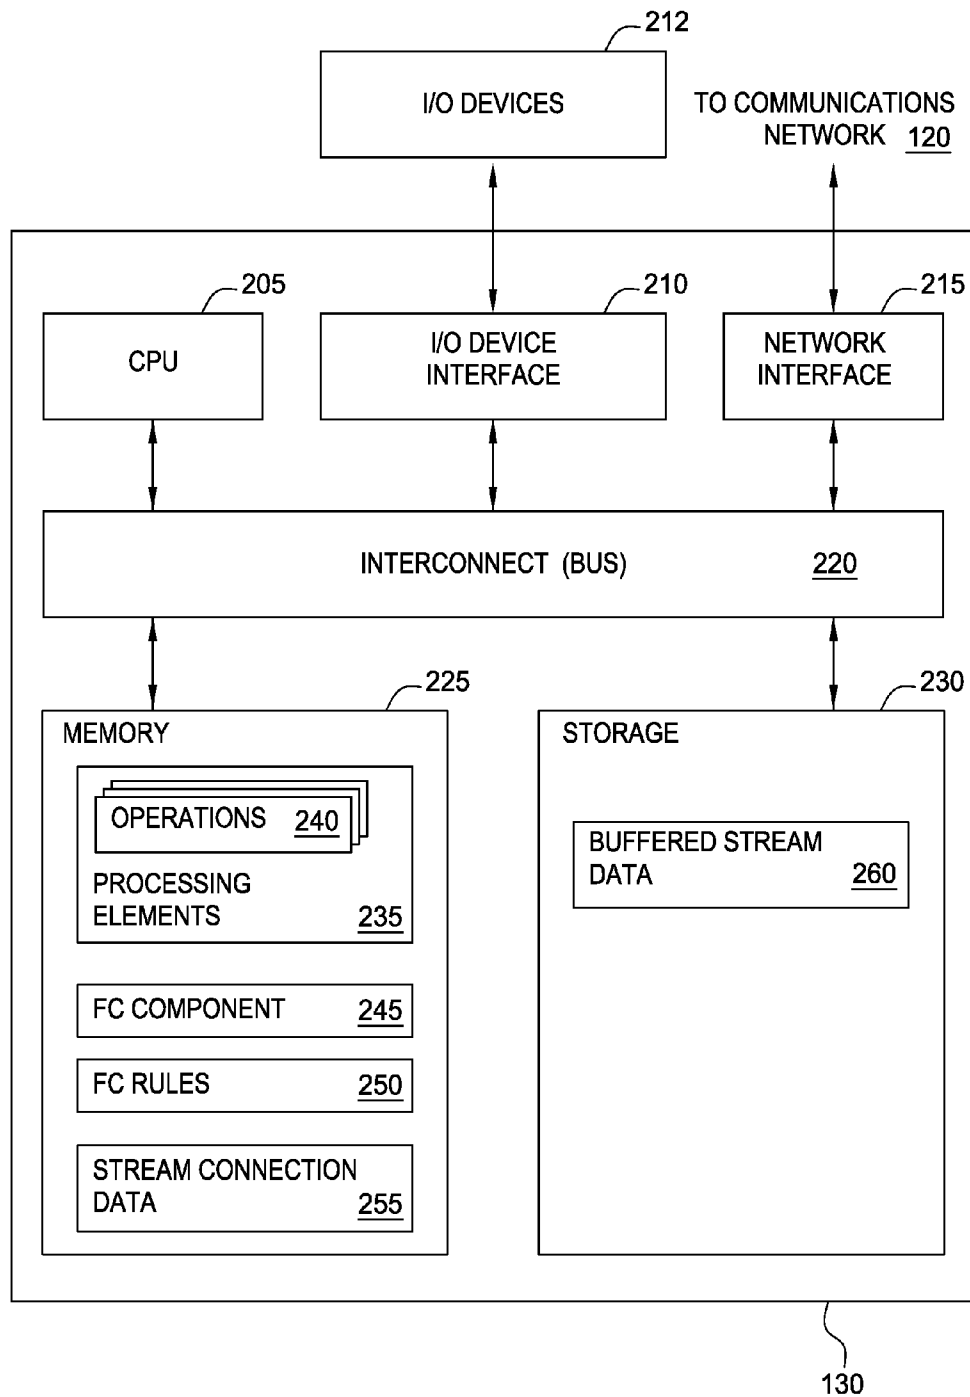 212
I/O DEVICES
TO COMMUNICATIONS
NETWORK 120
205
210
215
CPU
I/O DEVICE
INTERFACE
NETWORK
INTERFACE
INTERCONNECT (BUS) 220
225
230
MEMORY
OPERATIONS 240
PROCESSING
ELEMENTS 235
FC COMPONENT 245
FC RULES 250
STREAM CONNECTION
DATA 255
STORAGE
BUFFERED STREAM
DATA 260
130